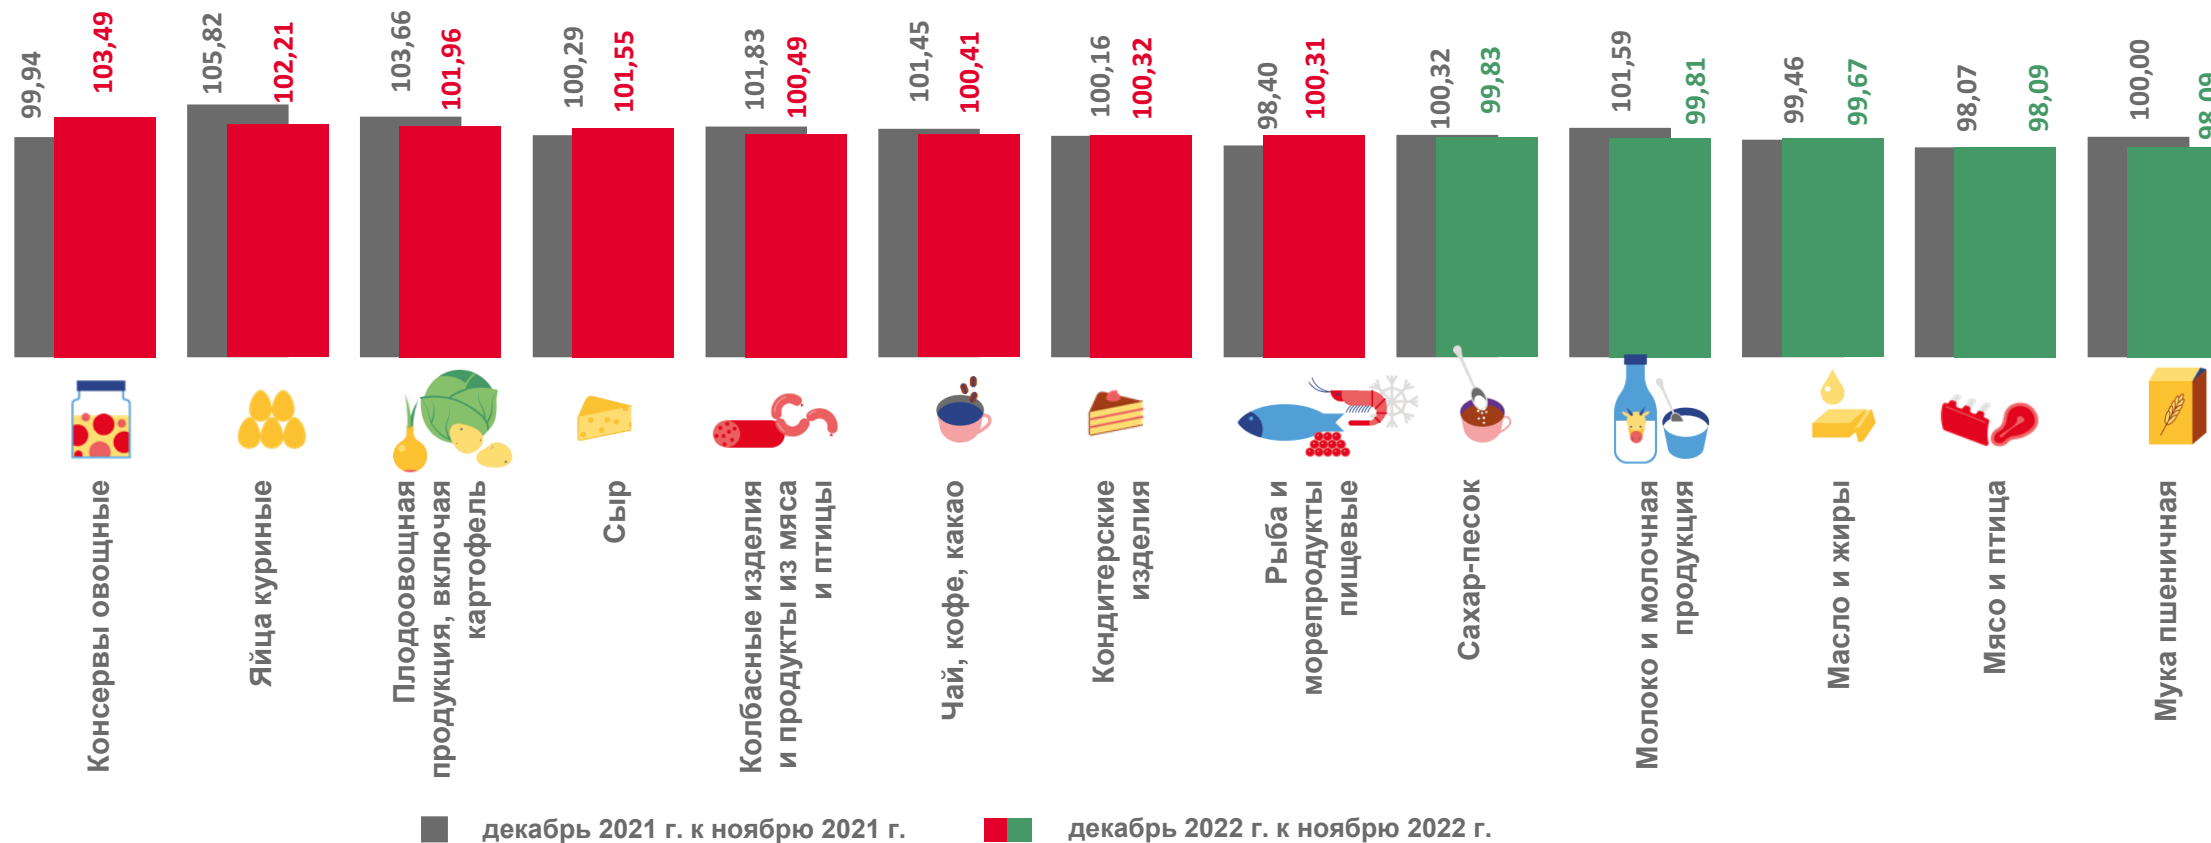 99,94
103,49
105,82
102,21
103,66
101,96
100,29
101,55
101,83
100,49
101,45
100,41
100,16
100,32
98,40
100,31
100,32
99,83
101,59
99,81
99,46
99,67
98,07
98,09
100,00
98,09
Консервы овощные
Яйца куриные
Плодоовощная
продукция, включая
картофель
Сыр
Колбасные изделия
и продукты из мяса
и птицы
Чай, кофе, какао
Кондитерские
изделия
Рыба и
морепродукты
пищевые
Сахар-песок
Молоко и молочная
продукция
Масло и жиры
Мясо и птица
Мука пшеничная
декабрь 2021 г. к ноябрю 2021 г.
декабрь 2022 г. к ноябрю 2022 г.